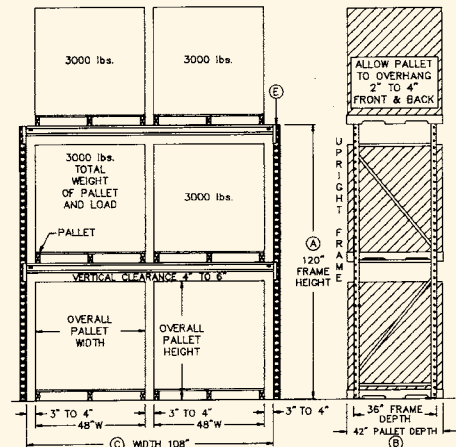 3000 lbs.
3000 lbs.
E
ALLOW PALLET
TO OVERHANG
2" TO 4"
FRONT & BACK
3000 lbs.
TOTAL
WEIGHT
OF PALLET
AND LOAD
3000 lbs.
PALLET
UPRIGHT FRAME
A
120"
FRAME
HEIGHT
VERTICAL CLEARANCE 4" TO 6"
OVERALL
PALLET
WIDTH
OVERALL
PALLET
HEIGHT
3" TO 4"
3" TO 4"
3" TO 4"
48"W
48"W
C WIDTH 108"
36" FRAME
DEPTH
42" PALLET DEPTH
B